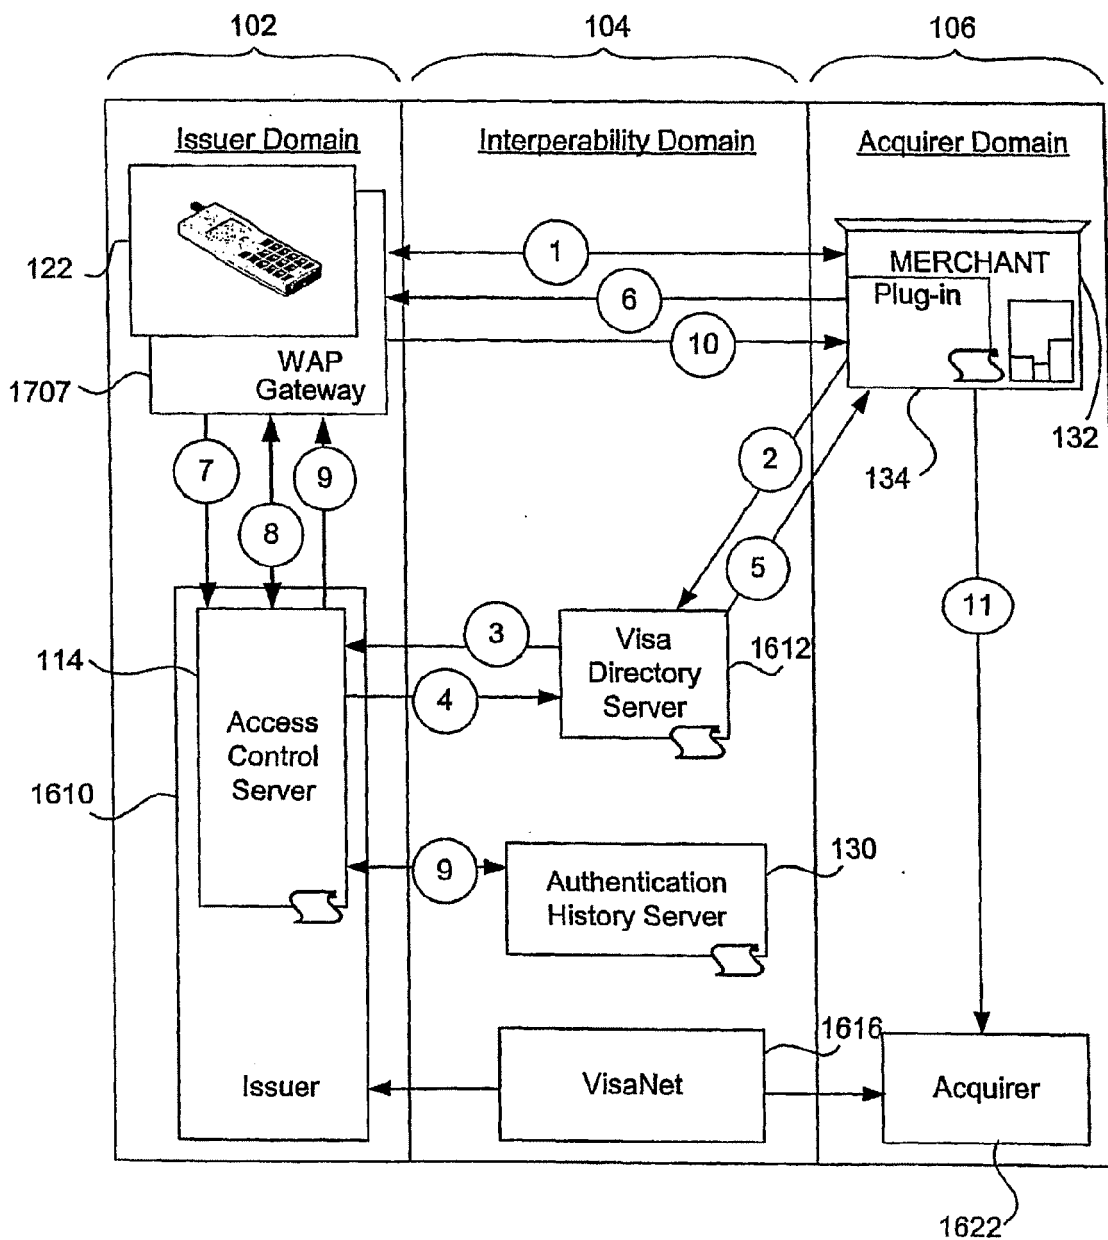 102
104
106
Issuer Domain
Interperability Domain
Acquirer Domain
122
1
MERCHANT
Plug-in
6
10
WAP
Gateway
1707
132
134
7
8
9
2
5
11
3
4
Visa
Directory
Server
1612
114
Access
Control
Server
1610
9
130
Authentication
History Server
1616
Issuer
VisaNet
Acquirer
1622